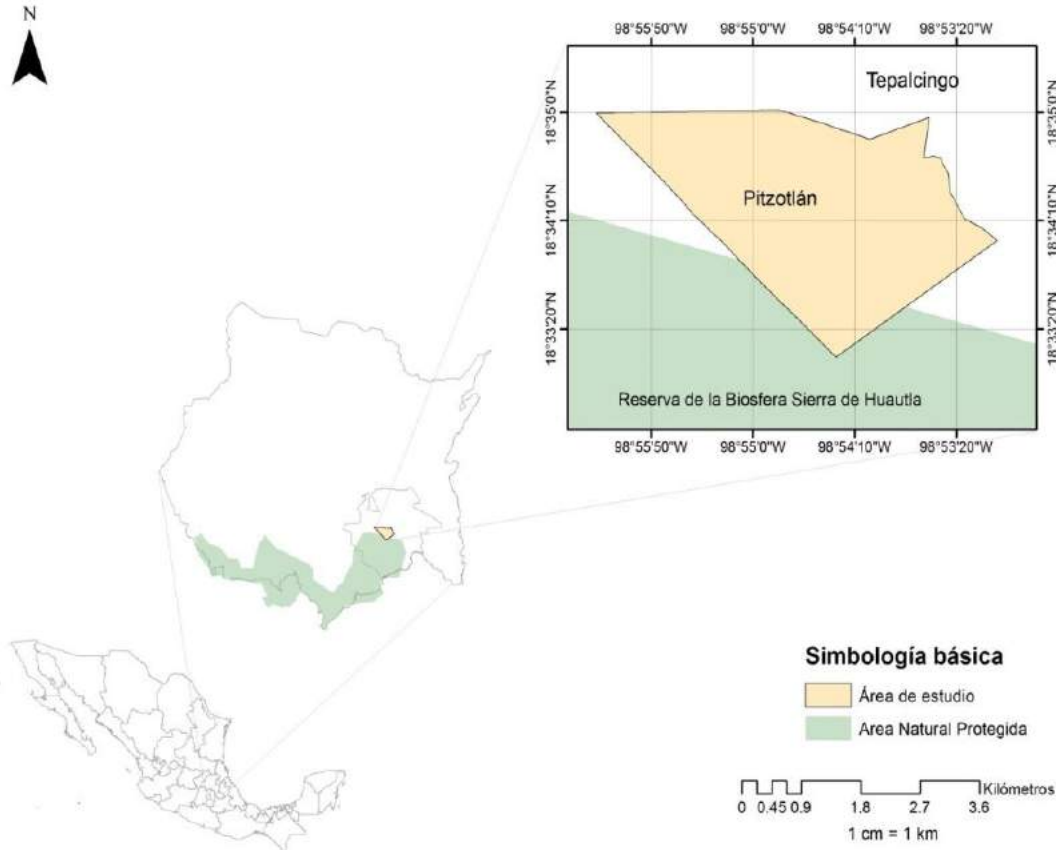 N
98°55'50"W 98°55'0"W 98°54'10"W 98°53'20"W
Tepalcingo
18°35'0"N
18°35'0"N
Pitzotlán
18°34'10"N
18°34'10"N
18°33'20"N
18°33'20"N
Reserva de la Biosfera Sierra de Huautla
98°55'50"W 98°55'0"W 98°54'10"W 98°53'20"W
Simbología básica
Área de estudio
Area Natural Protegida
Kilómetros
0 0.45 0.9 1.8 2.7 3.6
1 cm = 1 km